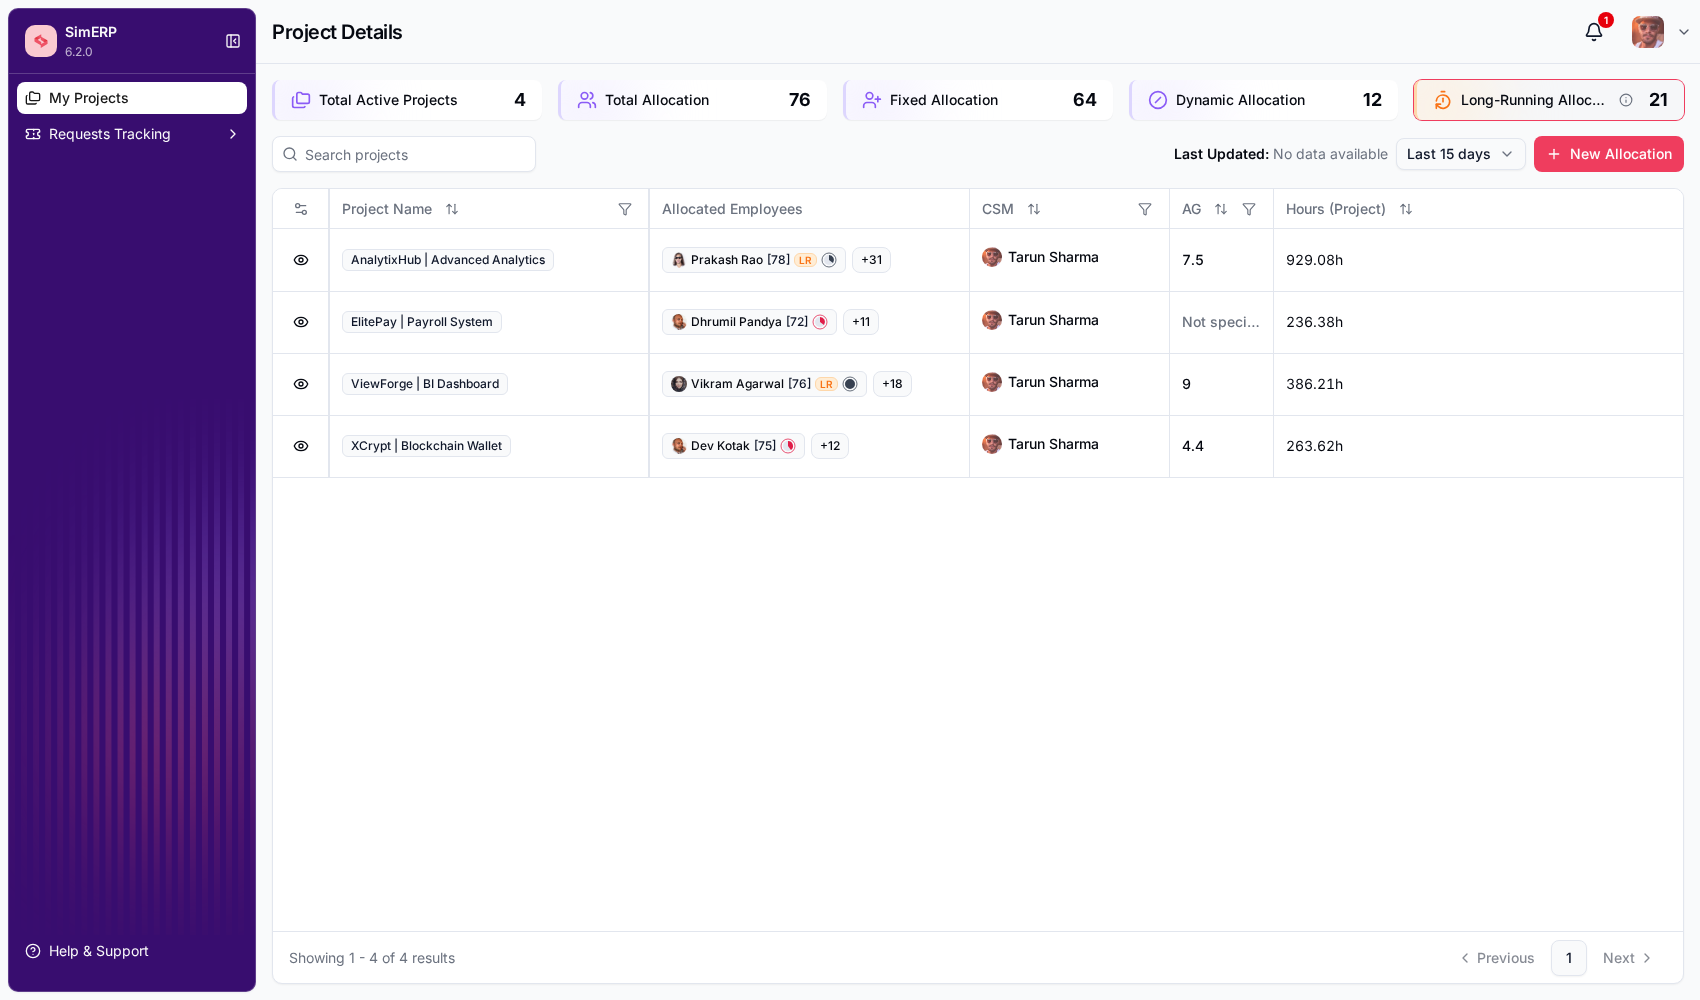 SimERP
6.2.0
My Projects
Requests Tracking
Help & Support
Project Details
1
Total Active Projects 4
Total Allocation 76
Fixed Allocation 64
Dynamic Allocation 12
Long-Running Alloc... 21
Search projects
Last Updated: No data available
Last 15 days
New Allocation
Project Name Allocated Employees CSM AG Hours (Project)
AnalytixHub | Advanced Analytics Prakash Rao [78] LR +31 Tarun Sharma 7.5 929.08h
ElitePay | Payroll System Dhrumil Pandya [72] +11 Tarun Sharma Not speci... 236.38h
ViewForge | BI Dashboard Vikram Agarwal [76] LR +18 Tarun Sharma 9 386.21h
XCrypt | Blockchain Wallet Dev Kotak [75] +12 Tarun Sharma 4.4 263.62h
Showing 1 - 4 of 4 results
Previous 1 Next